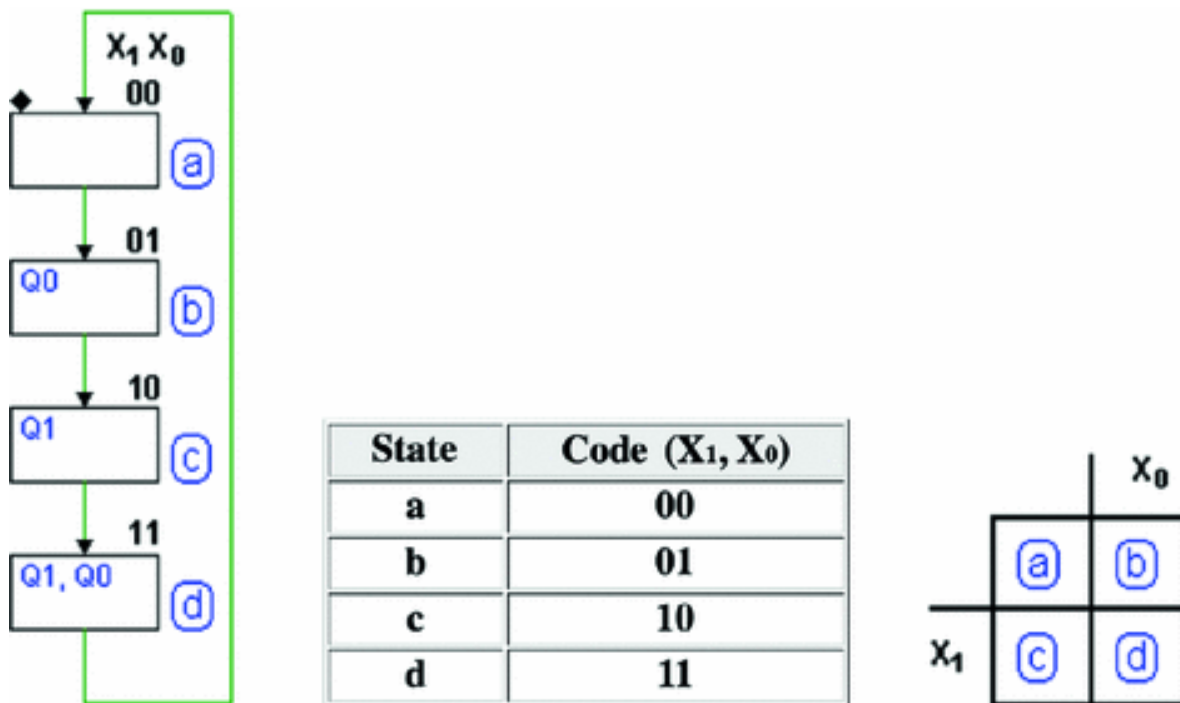 X₁ X₀
00
a
01
Q0
b
10
Q1
c
11
Q1, Q0
d
State Code (X₁, X₀)
a 00
b 01
c 10
d 11
X₀
a b
X₁ c d